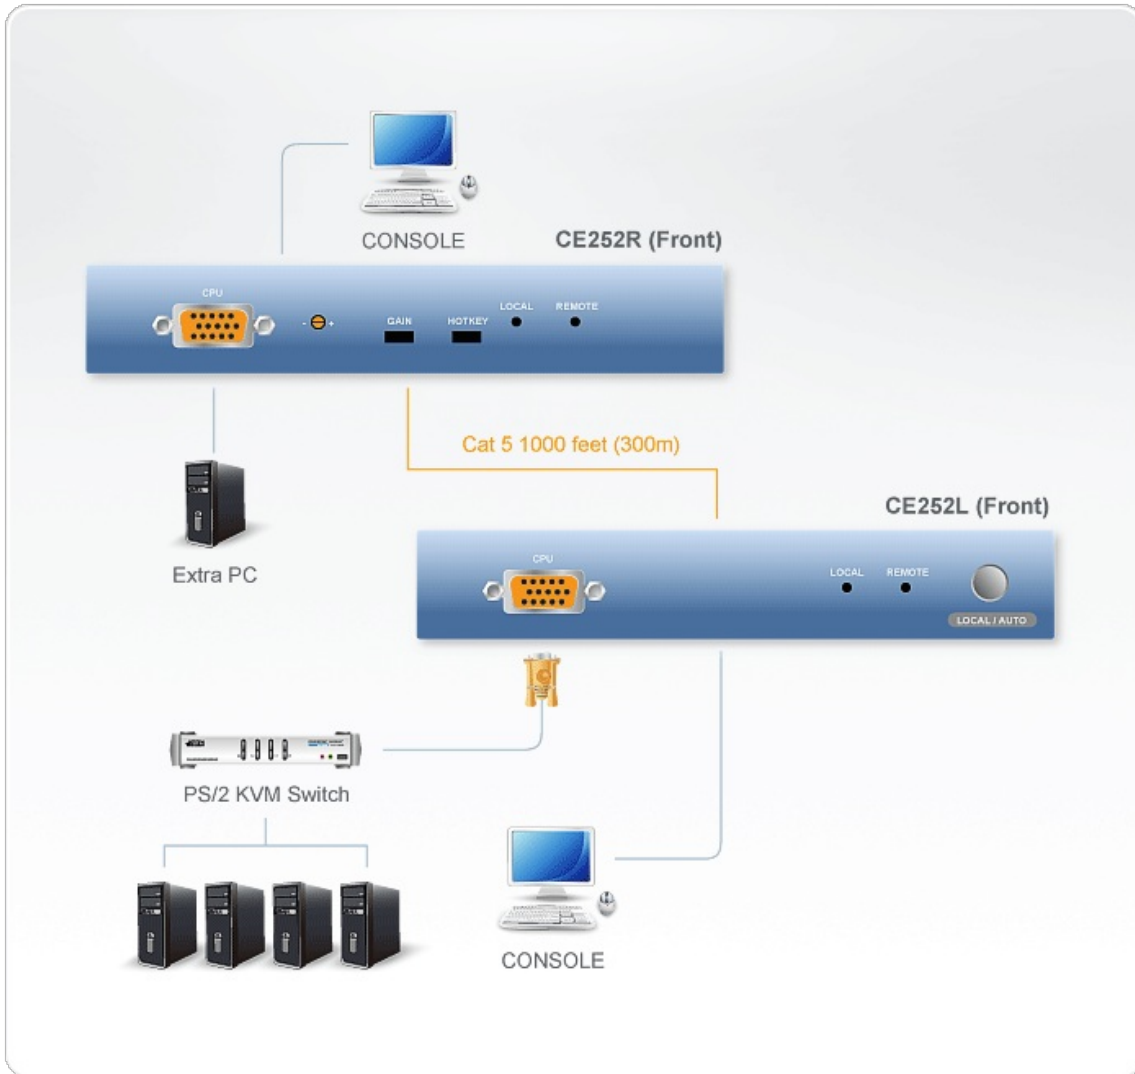 CONSOLE
CE252R (Front)
CPU
- +
GAIN
HOTKEY
LOCAL
REMOTE
Cat 5 1000 feet (300m)
Extra PC
CE252L (Front)
CPU
LOCAL
REMOTE
LOCAL / AUTO
PS/2 KVM Switch
CONSOLE